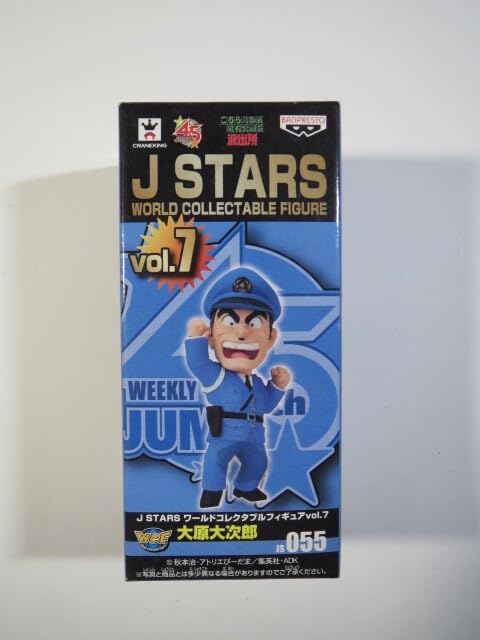 CRANEKING
45
こちら葛飾区
亀有公園前
派出所
BANPRESTO
J STARS
WORLD COLLECTABLE FIGURE
vol.7
45
WEEKLY
JUMP
th
J STARS ワールドコレクタブルフィギュアvol.7
WCF
大原大次郎
JS 055
© 秋本治・アトリエびーだま／集英社・ADK
※写真と商品とは多少異なる場合がありますのでご了承ください。